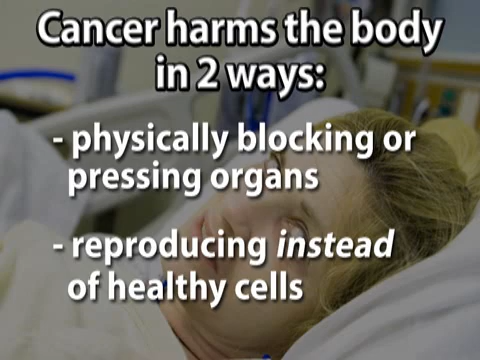 Cancer harms the body
in 2 ways:
- physically blocking or
pressing organs
- reproducing instead
of healthy cells